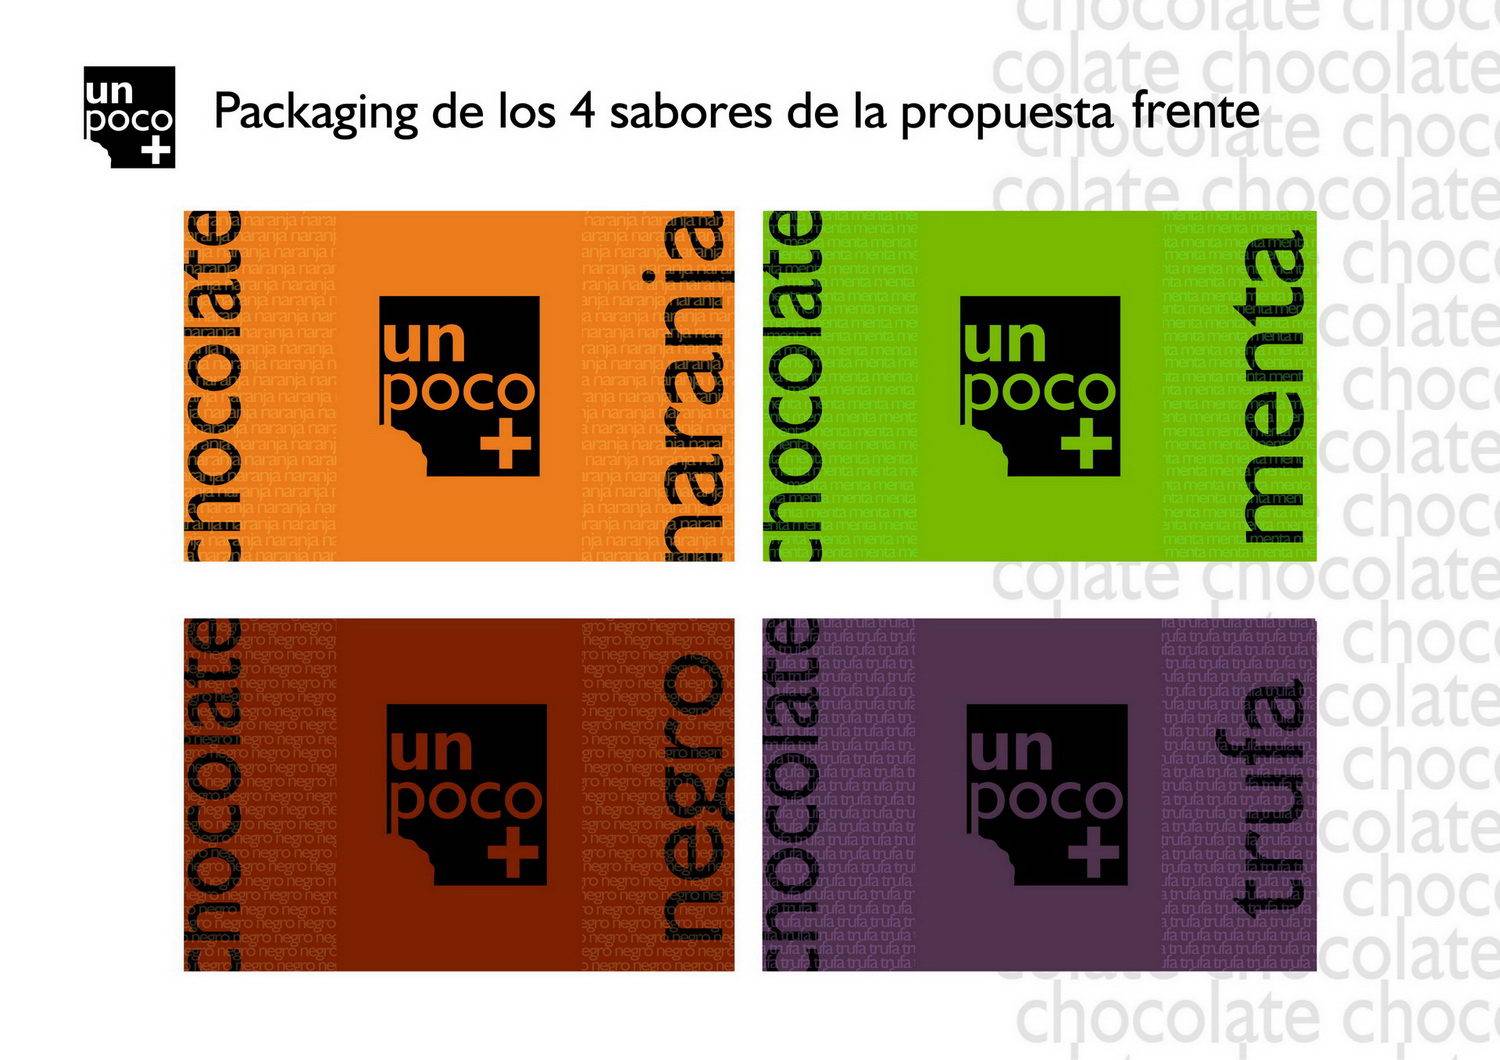 un
poco
+
Packaging de los 4 sabores de la propuesta frente
chocolate
un
poco
+
naranja
chocolate
un
poco
+
menta
chocolate
un
poco
+
negro
chocolate
un
poco
+
trufa